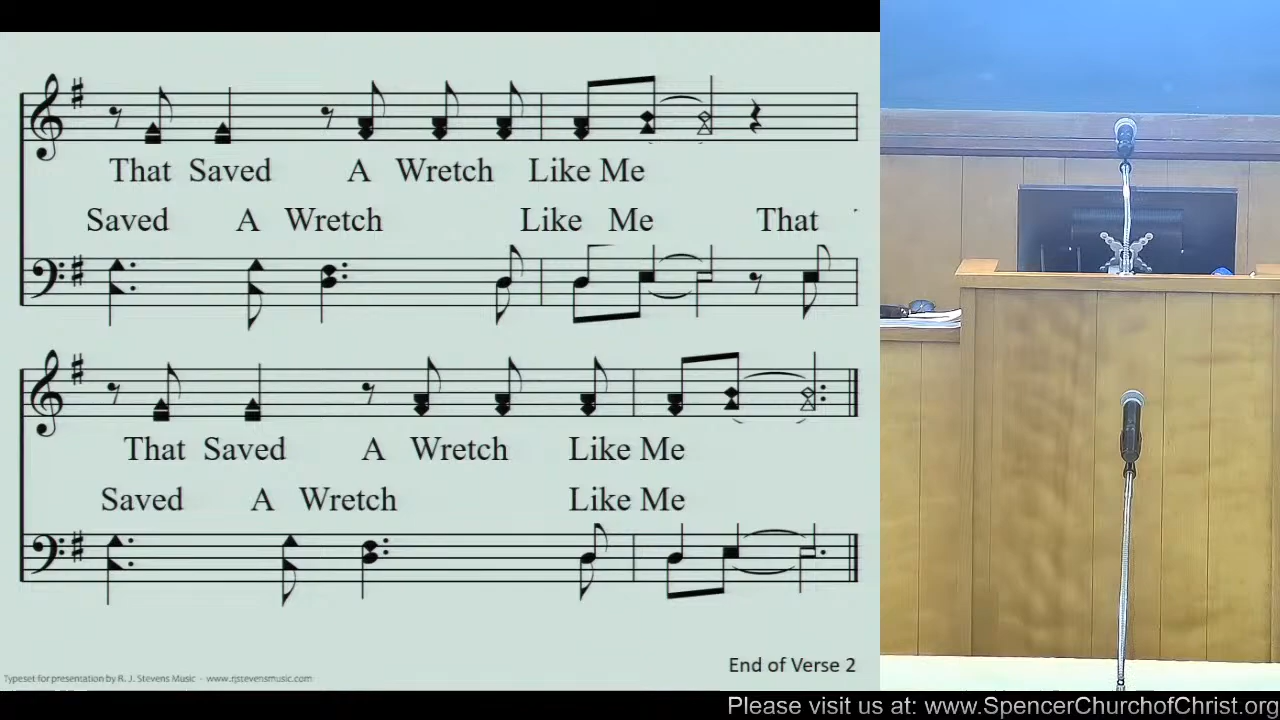 That Saved A Wretch Like Me
Saved A Wretch Like Me That
That Saved A Wretch Like Me
Saved A Wretch Like Me
End of Verse 2
Typeset for presentation by R. J. Stevens Music - www.rjstevensmusic.com
Please visit us at: www.SpencerChurchofChrist.org